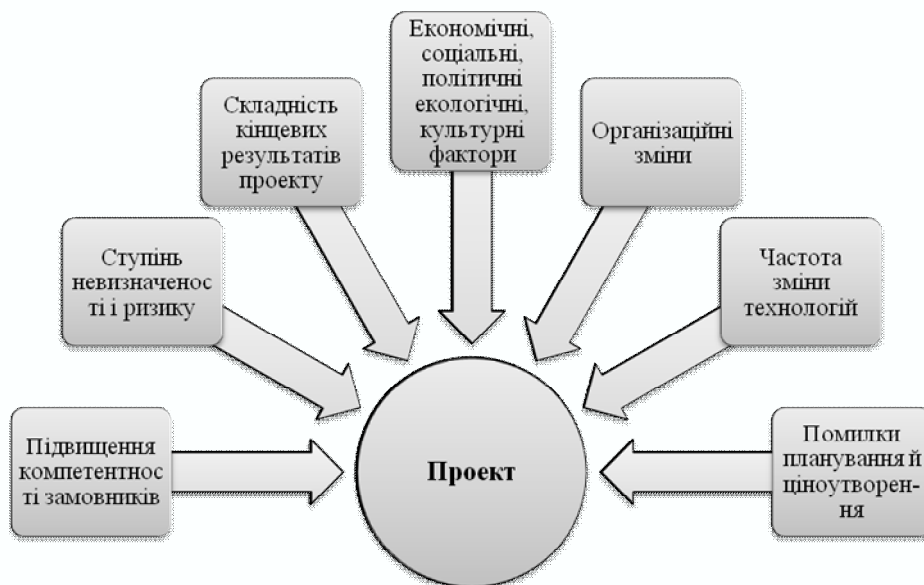 Економічні,
соціальні,
політичні
екологічні,
культурні
фактори
Складність
кінцевих
результатів
проекту
Організаційні
зміни
Ступінь
невизначенос
ті і ризику
Частота
зміни
технологій
Підвищення
компетентнос
ті замовників
Проект
Помилки
планування й
ціноутворен-
ня